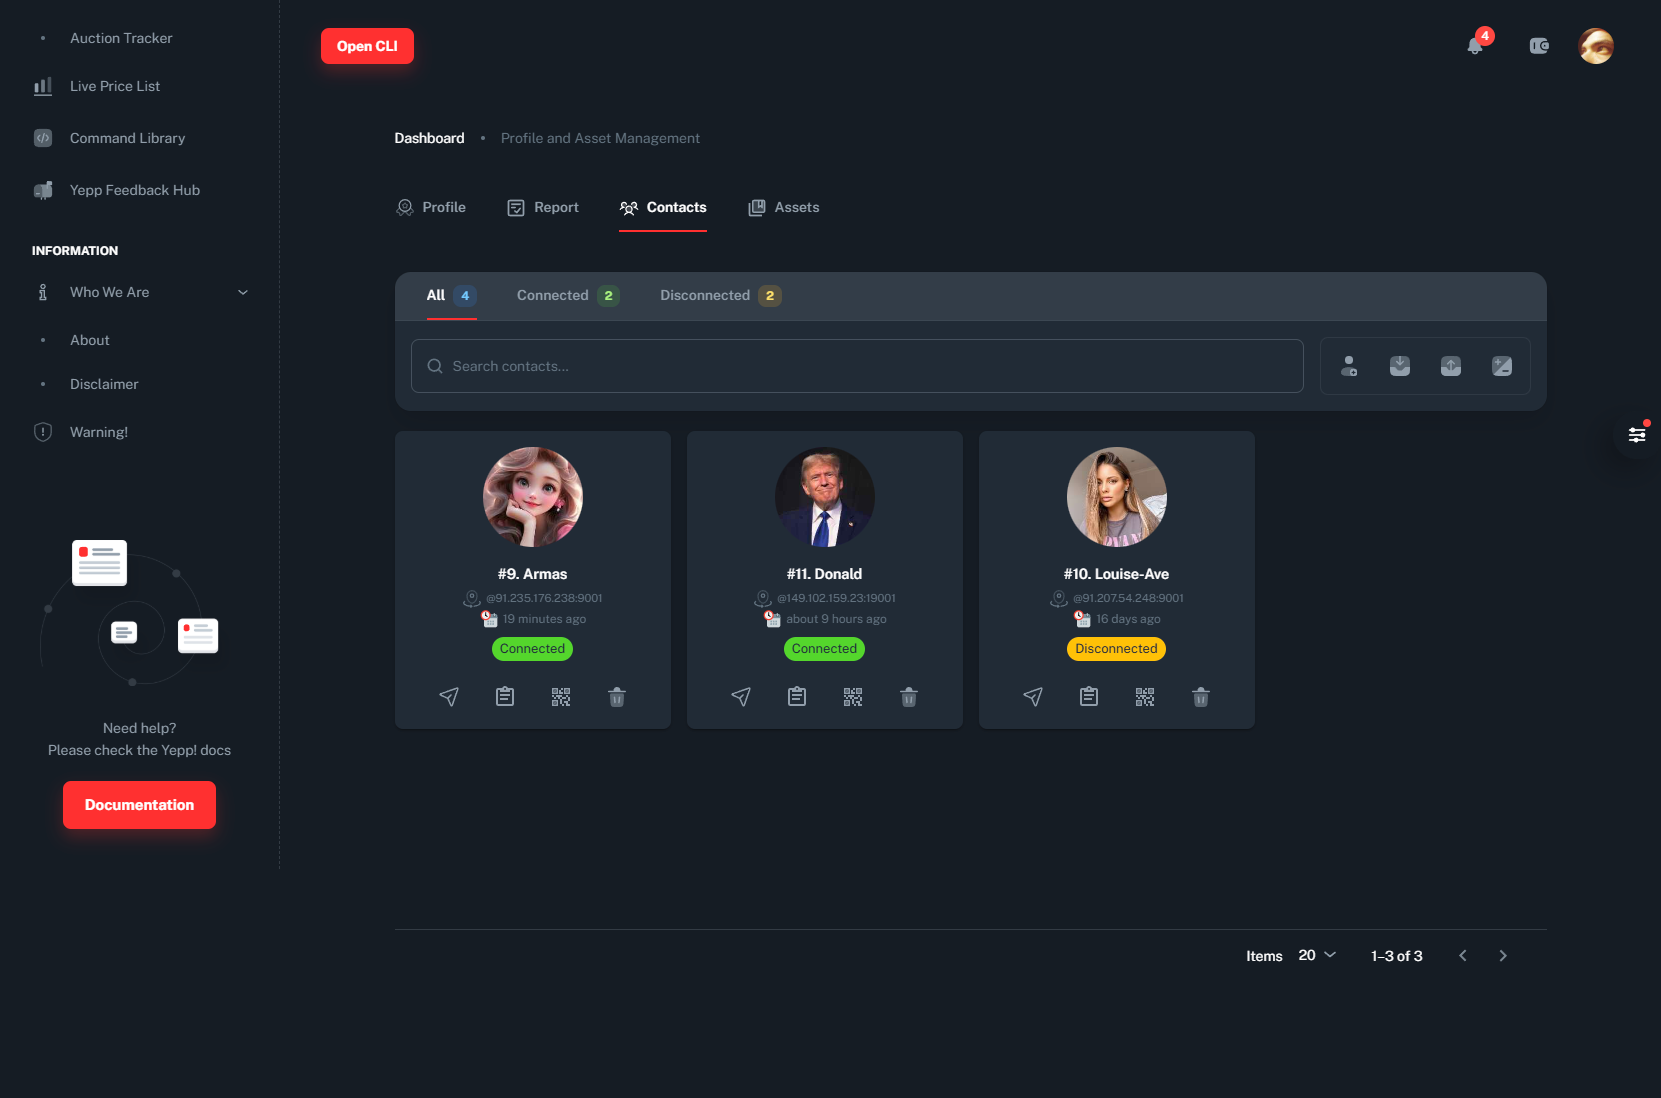 Auction Tracker
Live Price List
Command Library
Yepp Feedback Hub
INFORMATION
Who We Are
About
Disclaimer
Warning!
Need help?
Please check the Yepp! docs
Documentation
Open CLI
4
Dashboard • Profile and Asset Management
Profile Report Contacts Assets
All 4 Connected 2 Disconnected 2
Search contacts...
#9. Armas
@91.235.176.238:9001
19 minutes ago
Connected
#11. Donald
@149.102.159.23:19001
about 9 hours ago
Connected
#10. Louise-Ave
@91.207.54.248:9001
16 days ago
Disconnected
Items 20 1–3 of 3